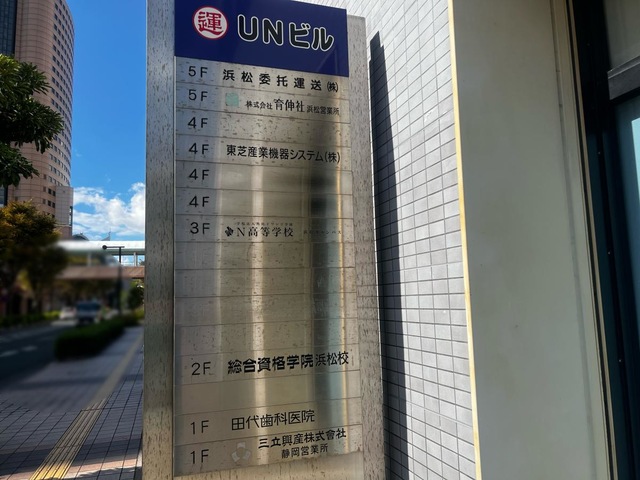 運 UNビル
5F 浜松委托運送(株)
5F 株式会社 育伸社 浜松営業所
4F
4F 東芝産業機器システム(株)
4F
4F
3F N高等学校
2F 総合資格学院 浜松校
1F 田代歯科医院
1F 三立興産株式會社
静岡営業所